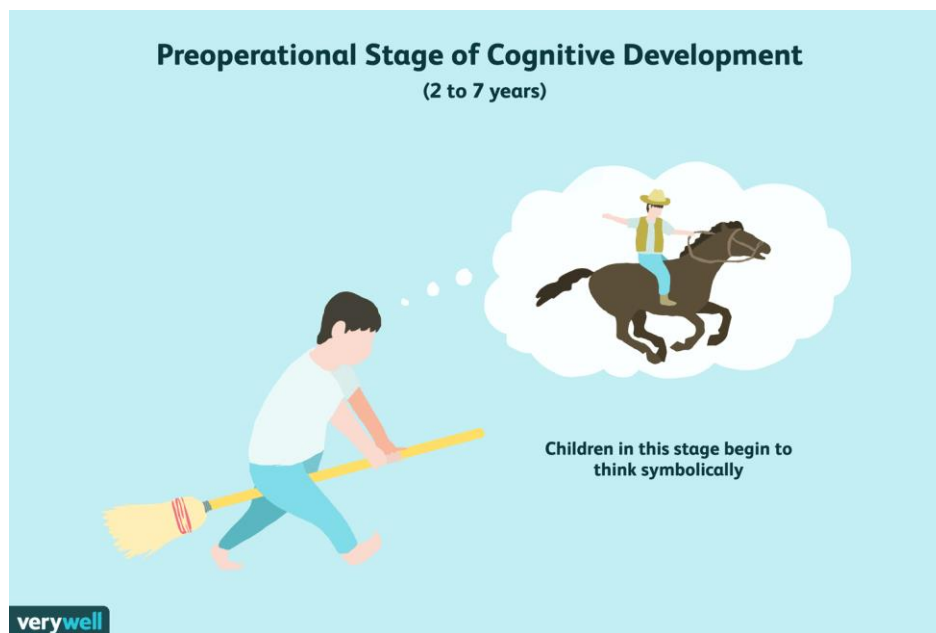 Preoperational Stage of Cognitive Development
(2 to 7 years)
Children in this stage begin to
think symbolically
verywell